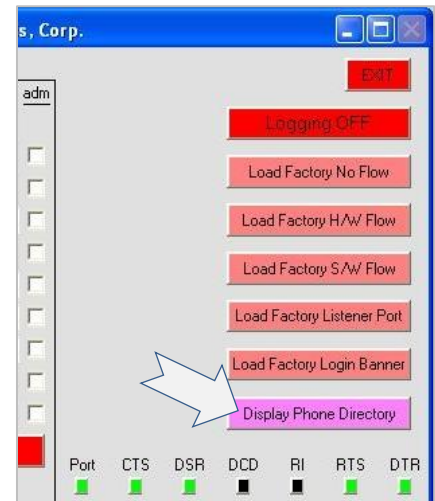 s, Corp.
EXIT
adm
Logging OFF
Load Factory No Flow
Load Factory H/W Flow
Load Factory S/W Flow
Load Factory Listener Port
Load Factory Login Banner
Display Phone Directory
Port CTS DSR DCD RI RTS DTR